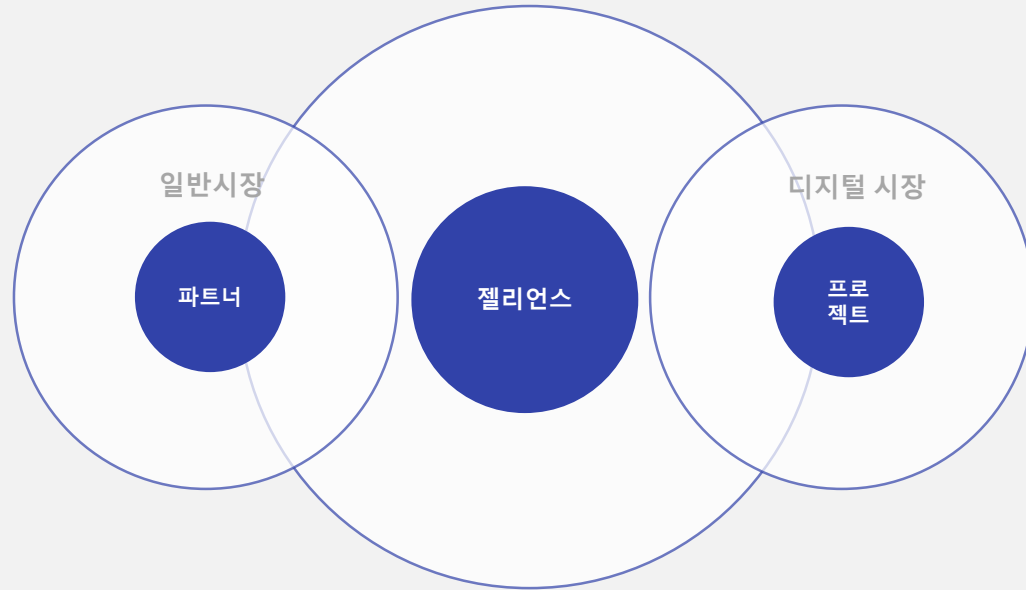 일반시장
디지털 시장
파트너
젤리언스
프로
젝트